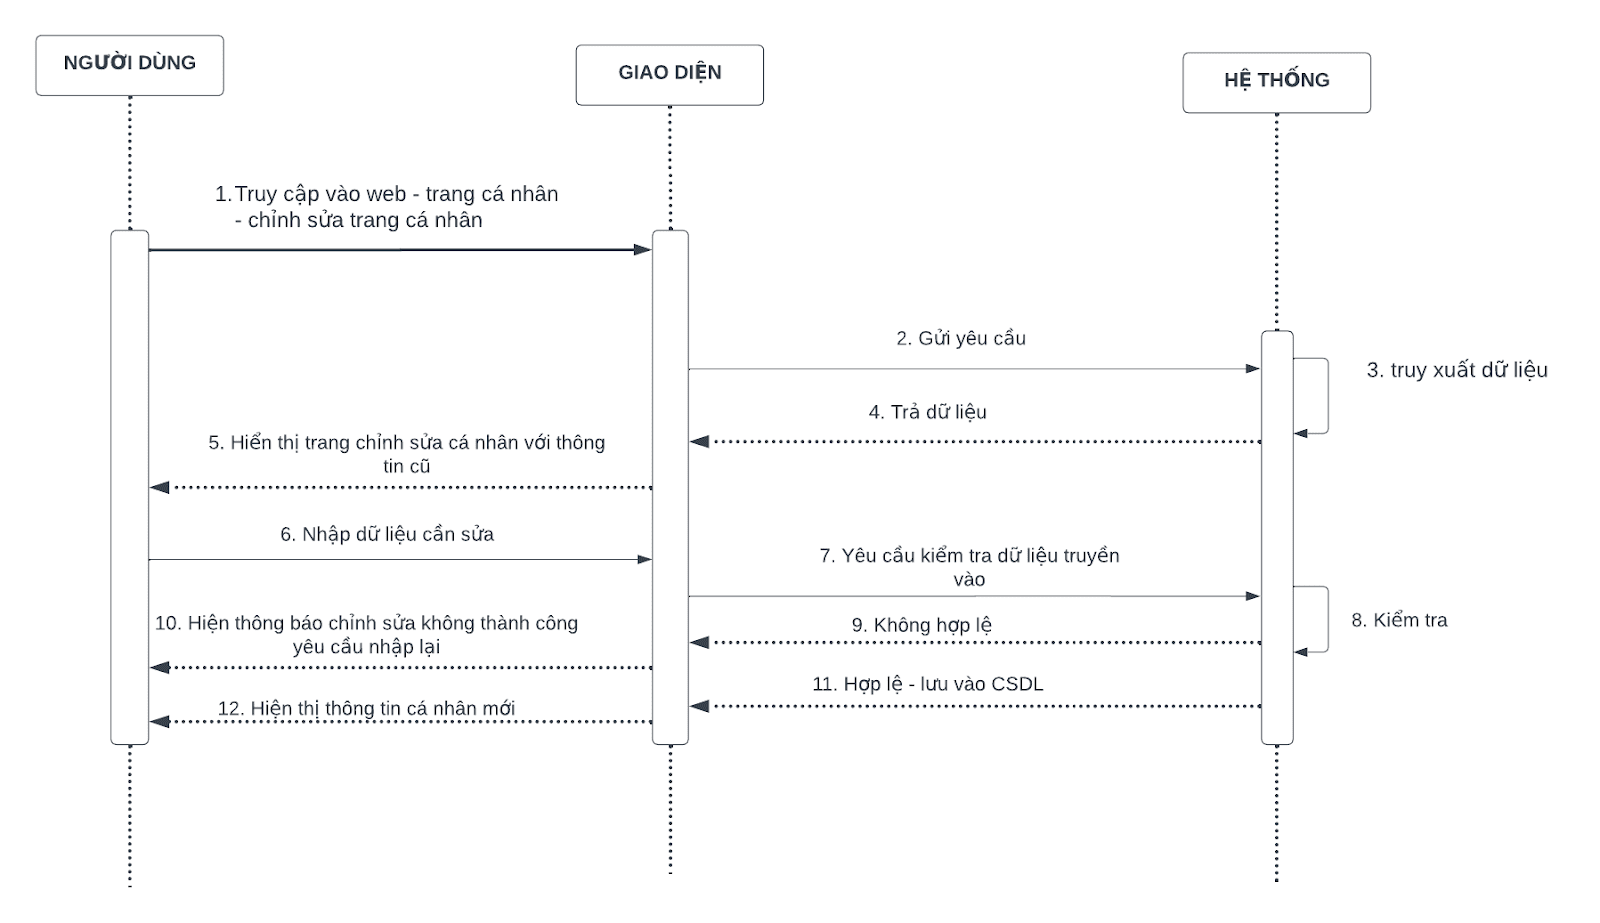 NGƯỜI DÙNG
GIAO DIỆN
HỆ THỐNG
1. Truy cập vào web - trang cá nhân
- chỉnh sửa trang cá nhân
2. Gửi yêu cầu
3. truy xuất dữ liệu
4. Trả dữ liệu
5. Hiển thị trang chỉnh sửa cá nhân với thông
tin cũ
6. Nhập dữ liệu cần sửa
7. Yêu cầu kiểm tra dữ liệu truyền
vào
8. Kiểm tra
9. Không hợp lệ
10. Hiện thông báo chỉnh sửa không thành công
yêu cầu nhập lại
11. Hợp lệ - lưu vào CSDL
12. Hiện thị thông tin cá nhân mới